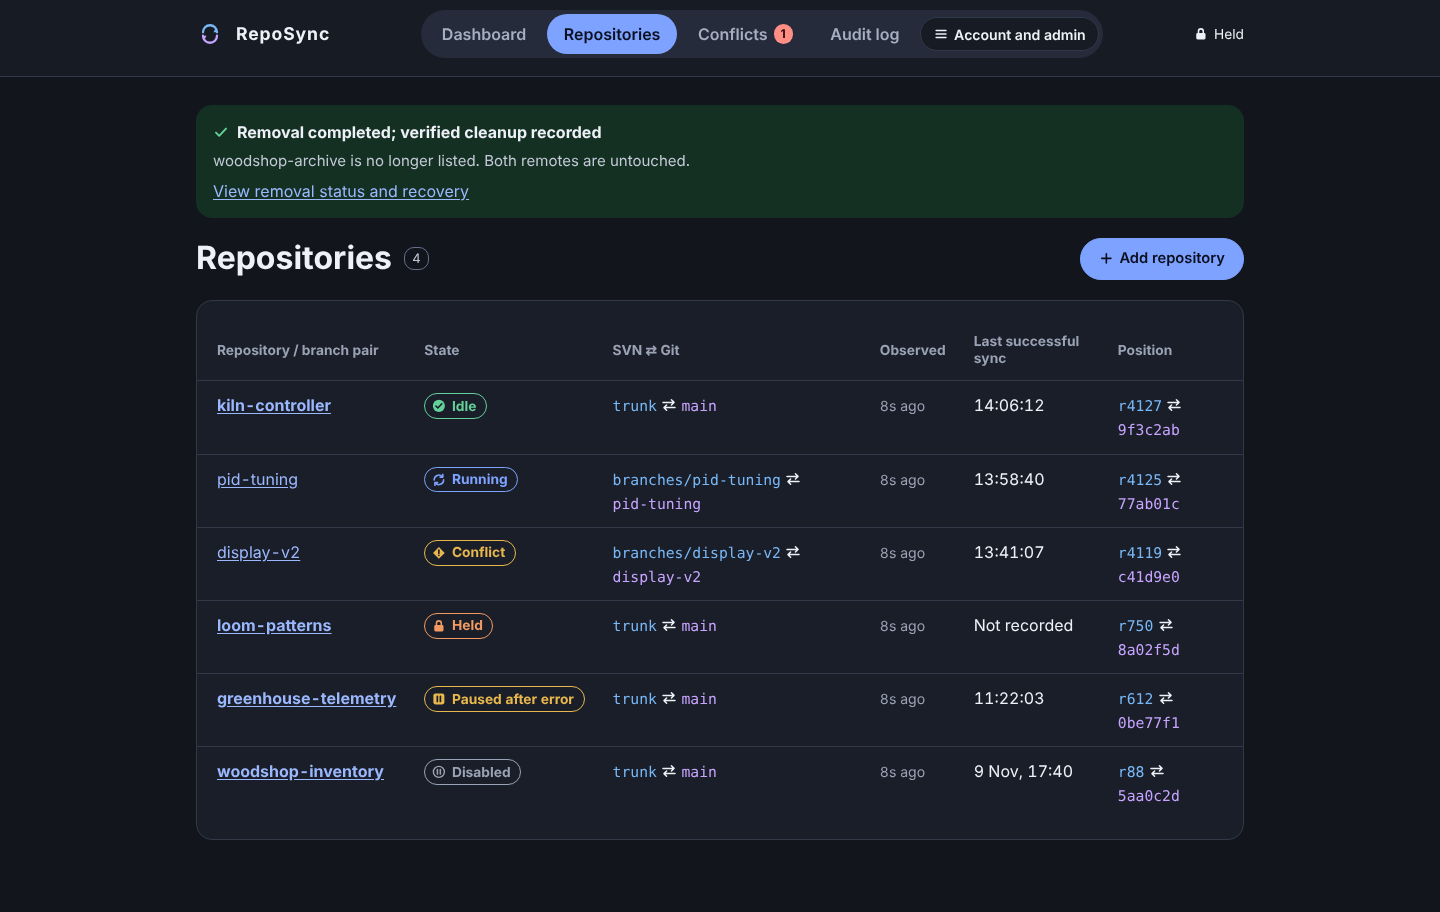 RepoSync
Dashboard
Repositories
Conflicts 1
Audit log
Account and admin
Held
Removal completed; verified cleanup recorded
woodshop-archive is no longer listed. Both remotes are untouched.
View removal status and recovery
Repositories 4
+ Add repository
Repository / branch pair
State
SVN ⇄ Git
Observed
Last successful
sync
Position
kiln-controller
Idle
trunk ⇄ main
8s ago
14:06:12
r4127 ⇄
9f3c2ab
pid-tuning
Running
branches/pid-tuning ⇄
pid-tuning
8s ago
13:58:40
r4125 ⇄
77ab01c
display-v2
Conflict
branches/display-v2 ⇄
display-v2
8s ago
13:41:07
r4119 ⇄
c41d9e0
loom-patterns
Held
trunk ⇄ main
8s ago
Not recorded
r750 ⇄
8a02f5d
greenhouse-telemetry
Paused after error
trunk ⇄ main
8s ago
11:22:03
r612 ⇄
0be77f1
woodshop-inventory
Disabled
trunk ⇄ main
8s ago
9 Nov, 17:40
r88 ⇄
5aa0c2d